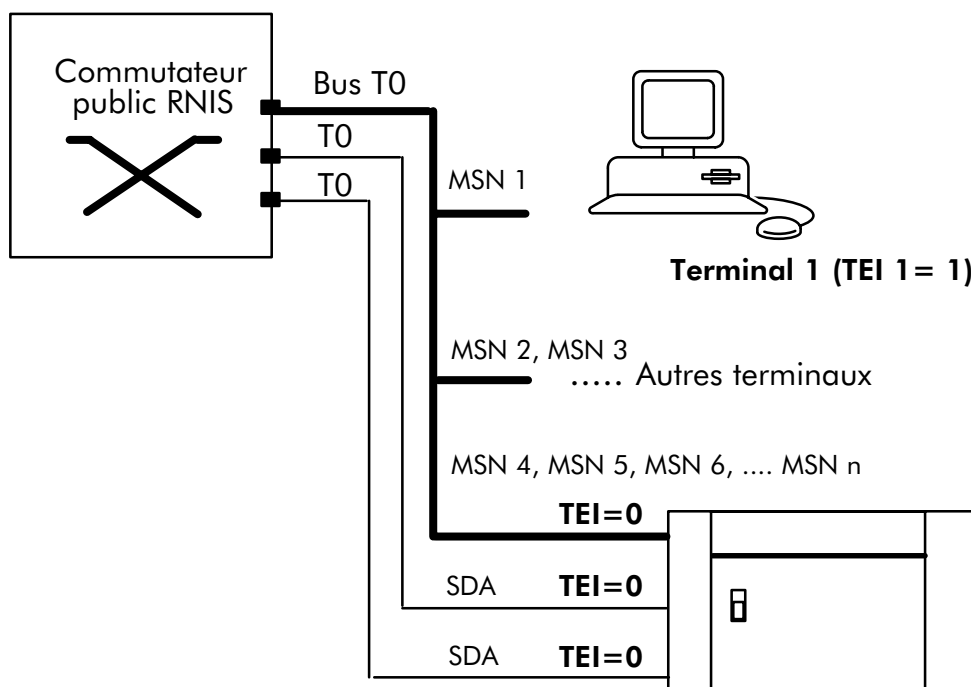 Commutateur
public RNIS
Bus T0
T0
T0
MSN 1
Terminal 1 (TEI 1= 1)
MSN 2, MSN 3
..... Autres terminaux
MSN 4, MSN 5, MSN 6, .... MSN n
TEI=0
SDA TEI=0
SDA TEI=0